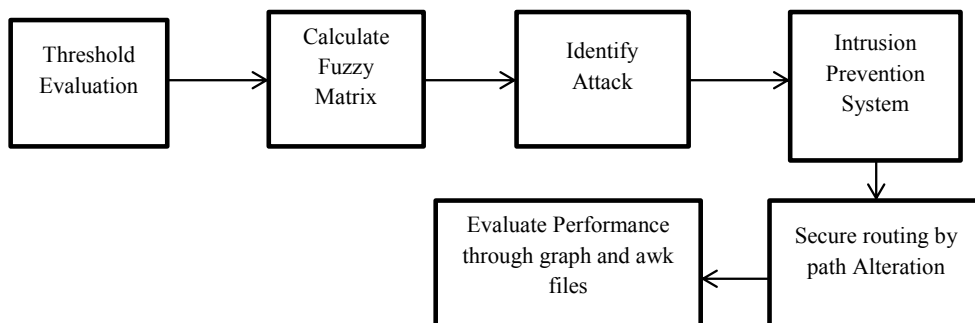 Threshold
Evaluation
Calculate
Fuzzy
Matrix
Identify
Attack
Intrusion
Prevention
System
Secure routing by
path Alteration
Evaluate Performance
through graph and awk
files